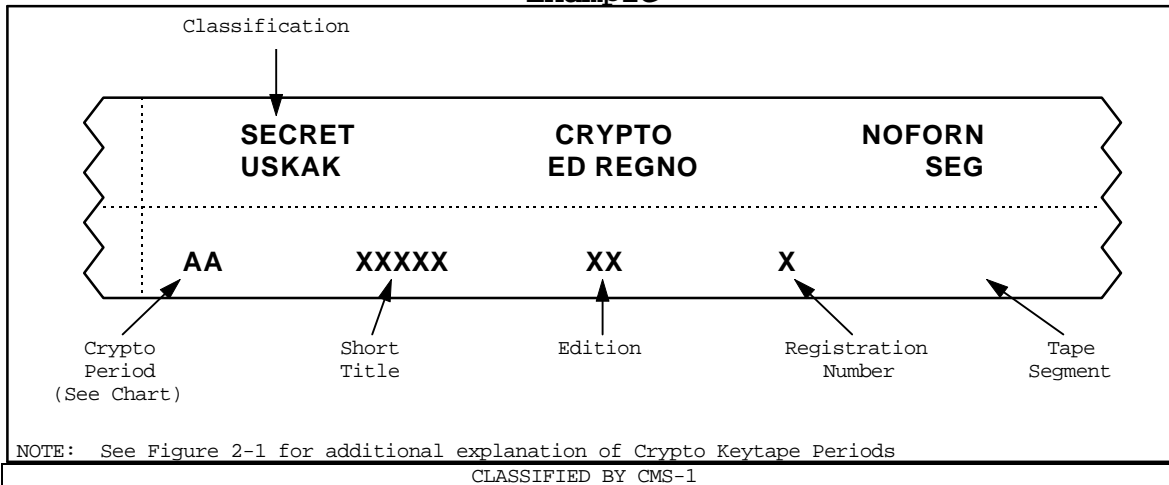 Classification
SECRET CRYPTO NOFORN
USKAK ED REGNO SEG
AA XXXXX XX X
Crypto Short Edition Registration Tape
Period Title Number Segment
(See Chart)
NOTE: See Figure 2-1 for additional explanation of Crypto Keytape Periods
CLASSIFIED BY CMS-1